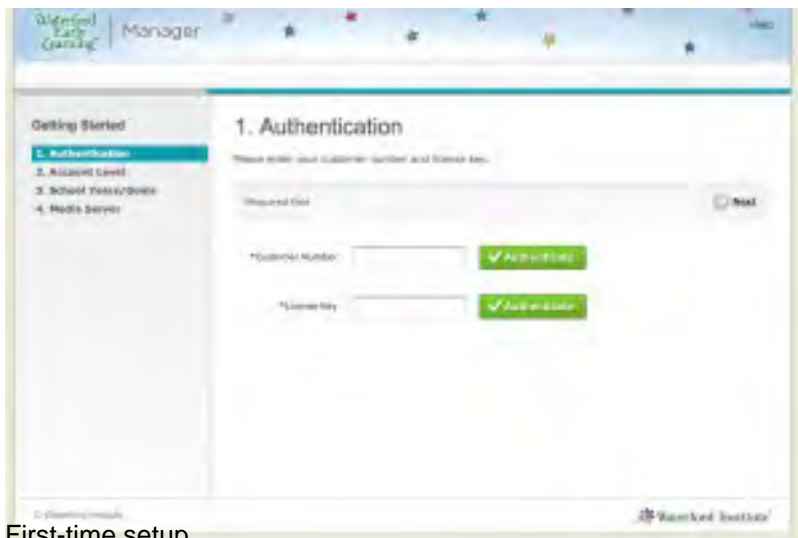 Waterford
Early
Learning
Manager
Getting Started
1. Authentication
2. Account Level
3. School Years/Goals
4. Media Server
1. Authentication
Please enter your customer number and license key.
*Required field
Next
*Customer Number
Authenticate
*License Key
Authenticate
Waterford Institute
First-time setup